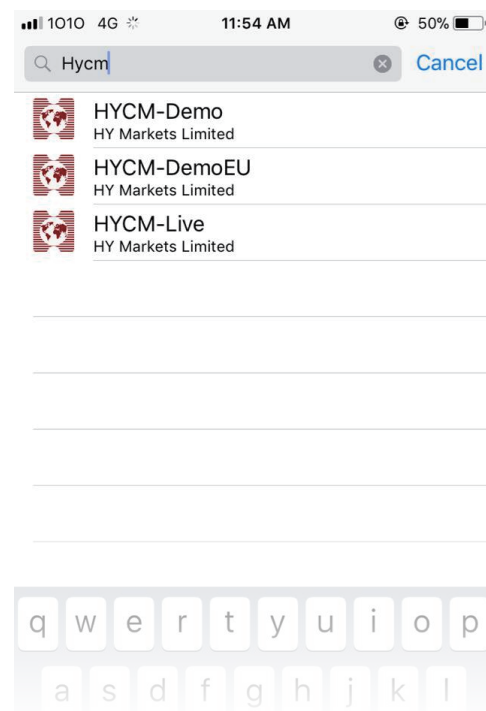 1O1O 4G 11:54 AM 50%
Hycm Cancel
HYCM-Demo
HY Markets Limited
HYCM-DemoEU
HY Markets Limited
HYCM-Live
HY Markets Limited
q w e r t y u i o p
a s d f g h j k l